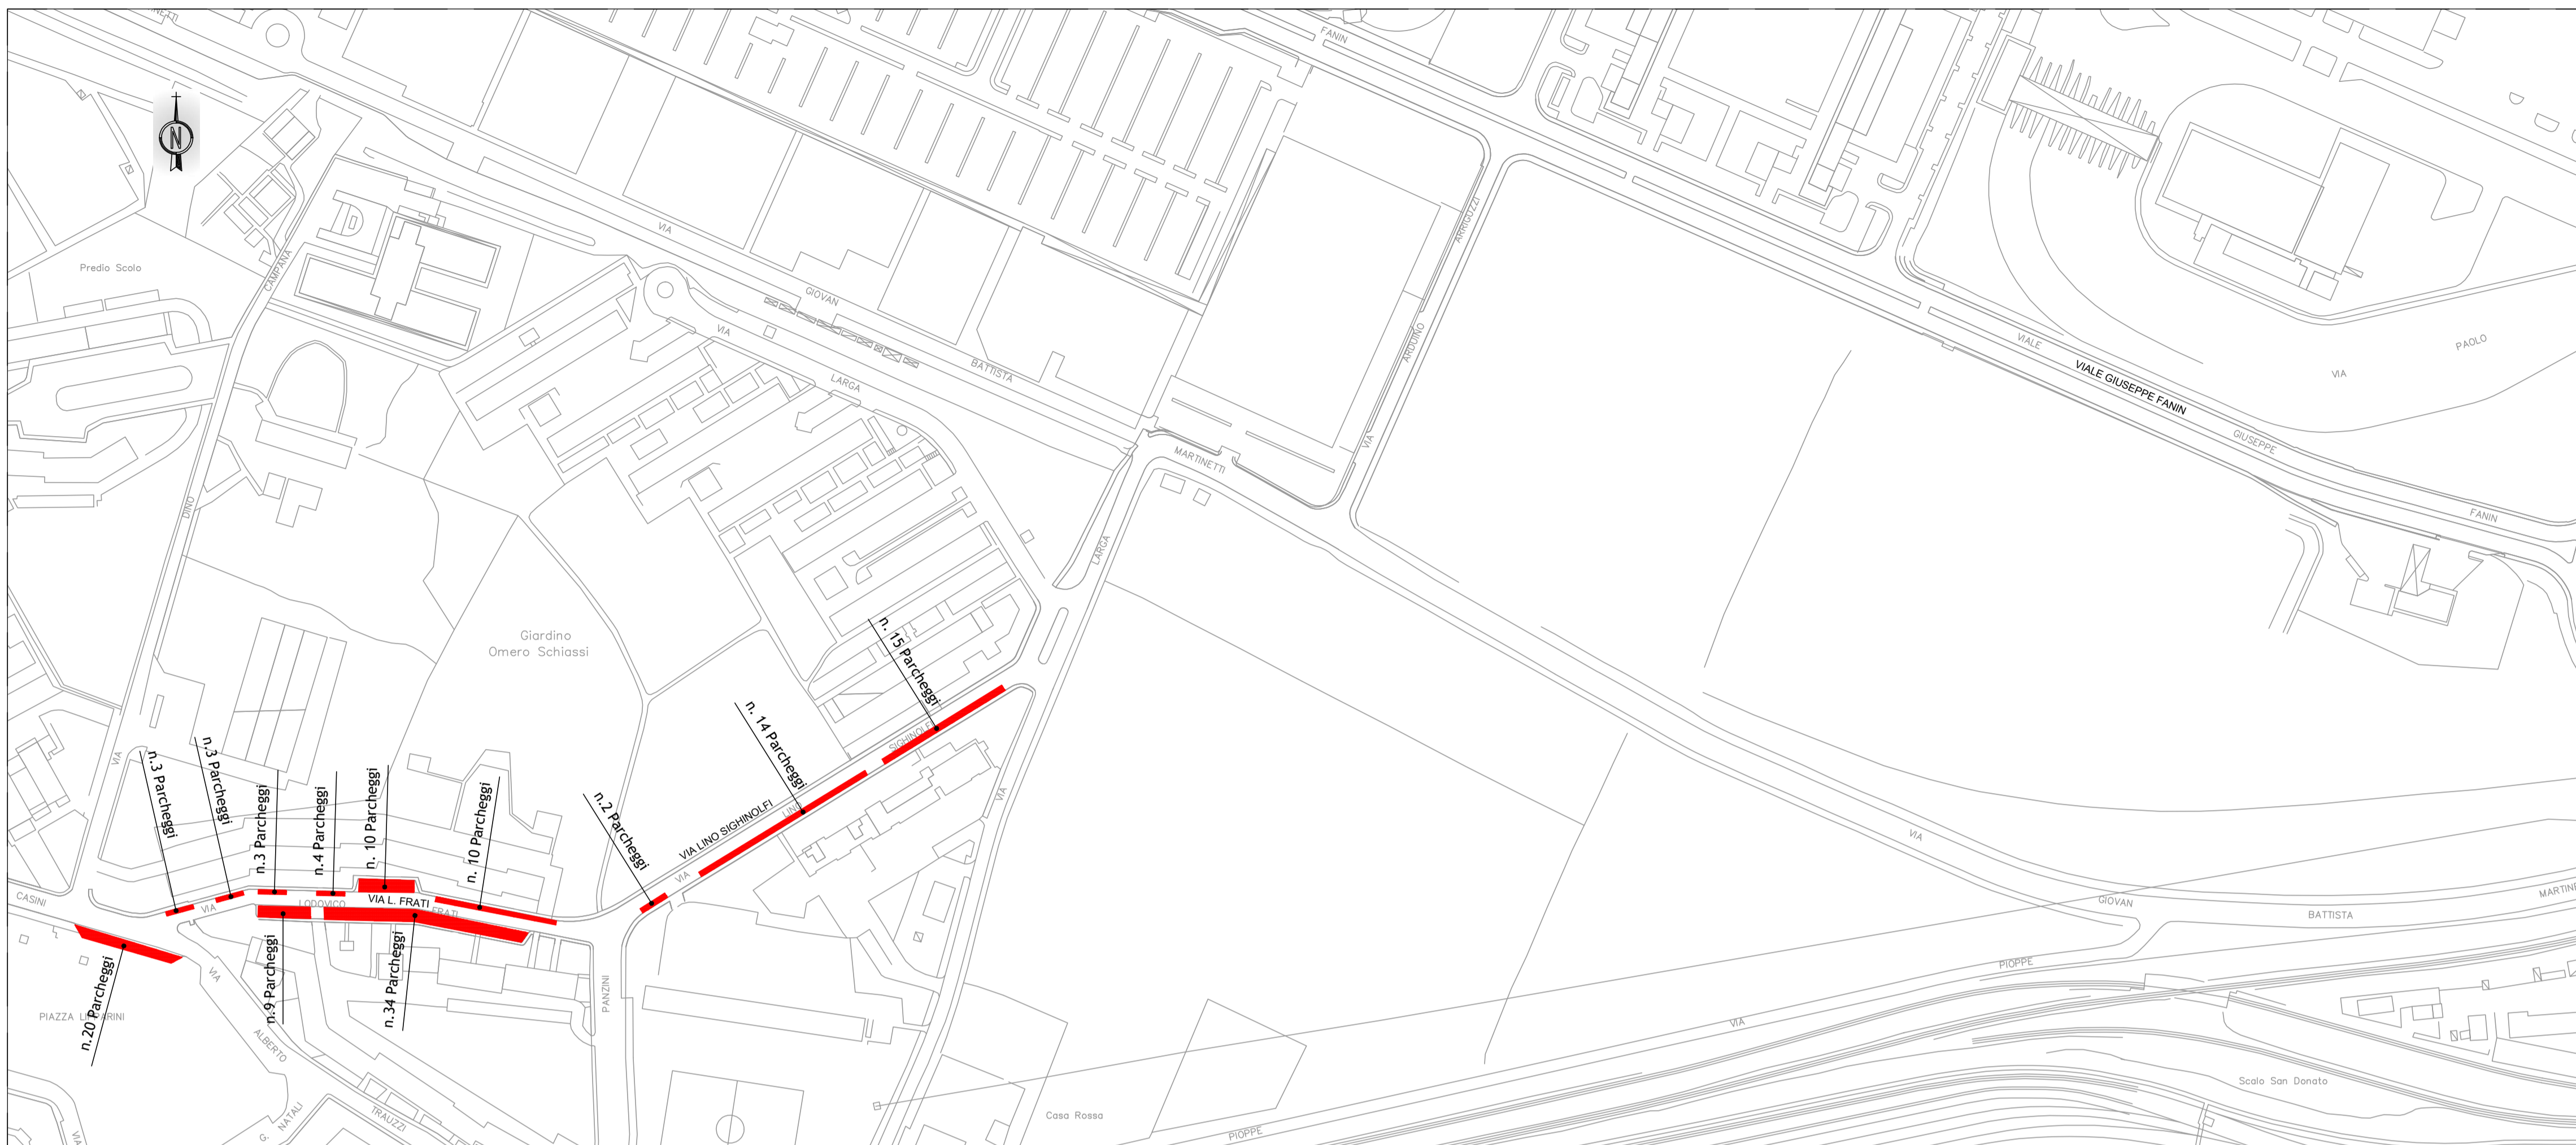 FANIN
N
ARRIGUZZI
VIA
CAMPANA
Predio Scolo
GIOVAN
VIA
ARDUINO
VIALE
PAOLO
BATTISTA
VIA
VIALE GIUSEPPE FANIN
LARGA
VIA
GIUSEPPE
MARTINETTI
DINO
FANIN
LARGA
Giardino
Omero Schiassi
n. 15 Parcheggi
n. 14 Parcheggi
SIGHINOLFI
VIA
n.3 Parcheggi
n.3 Parcheggi
n.3 Parcheggi
n.4 Parcheggi
n. 10 Parcheggi
n. 10 Parcheggi
n.2 Parcheggi
VIA LINO SIGHINOLFI
LINO
VIA
VIA
VIA
CASINI
VIA
LODOVICO
VIA L. FRATI
FRATI
GIOVAN
BATTISTA
n.20 Parcheggi
n.9 Parcheggi
n.34 Parcheggi
VIA
PANZINI
PIOPPE
PIAZZA LIPPARINI
VIA
ALBERTO
Scalo San Donato
G. NATALI
TRAUZZI
Casa Rossa
PIOPPE
VIA